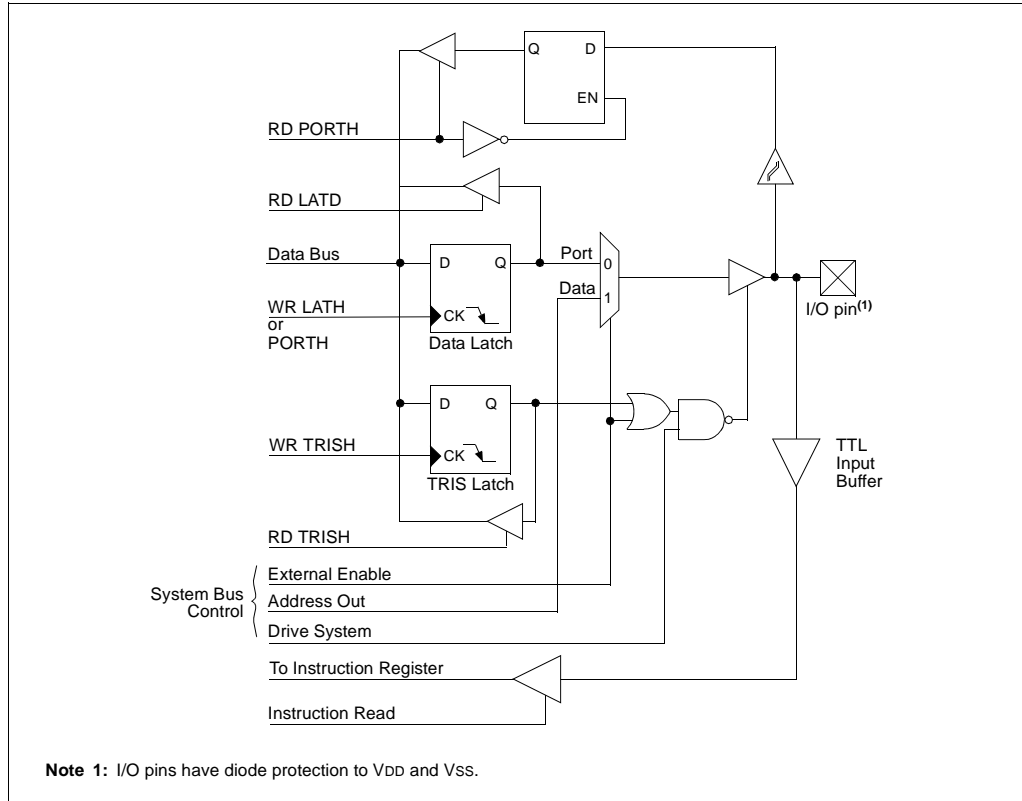 Q D
EN
RD PORTH
RD LATD
Data Bus
D Q
Port
0
Data
1
WR LATH
or
PORTH
CK
Data Latch
I/O pin(1)
D Q
WR TRISH
CK
TRIS Latch
TTL
Input
Buffer
RD TRISH
System Bus
Control
External Enable
Address Out
Drive System
To Instruction Register
Instruction Read
Note 1: I/O pins have diode protection to VDD and VSS.